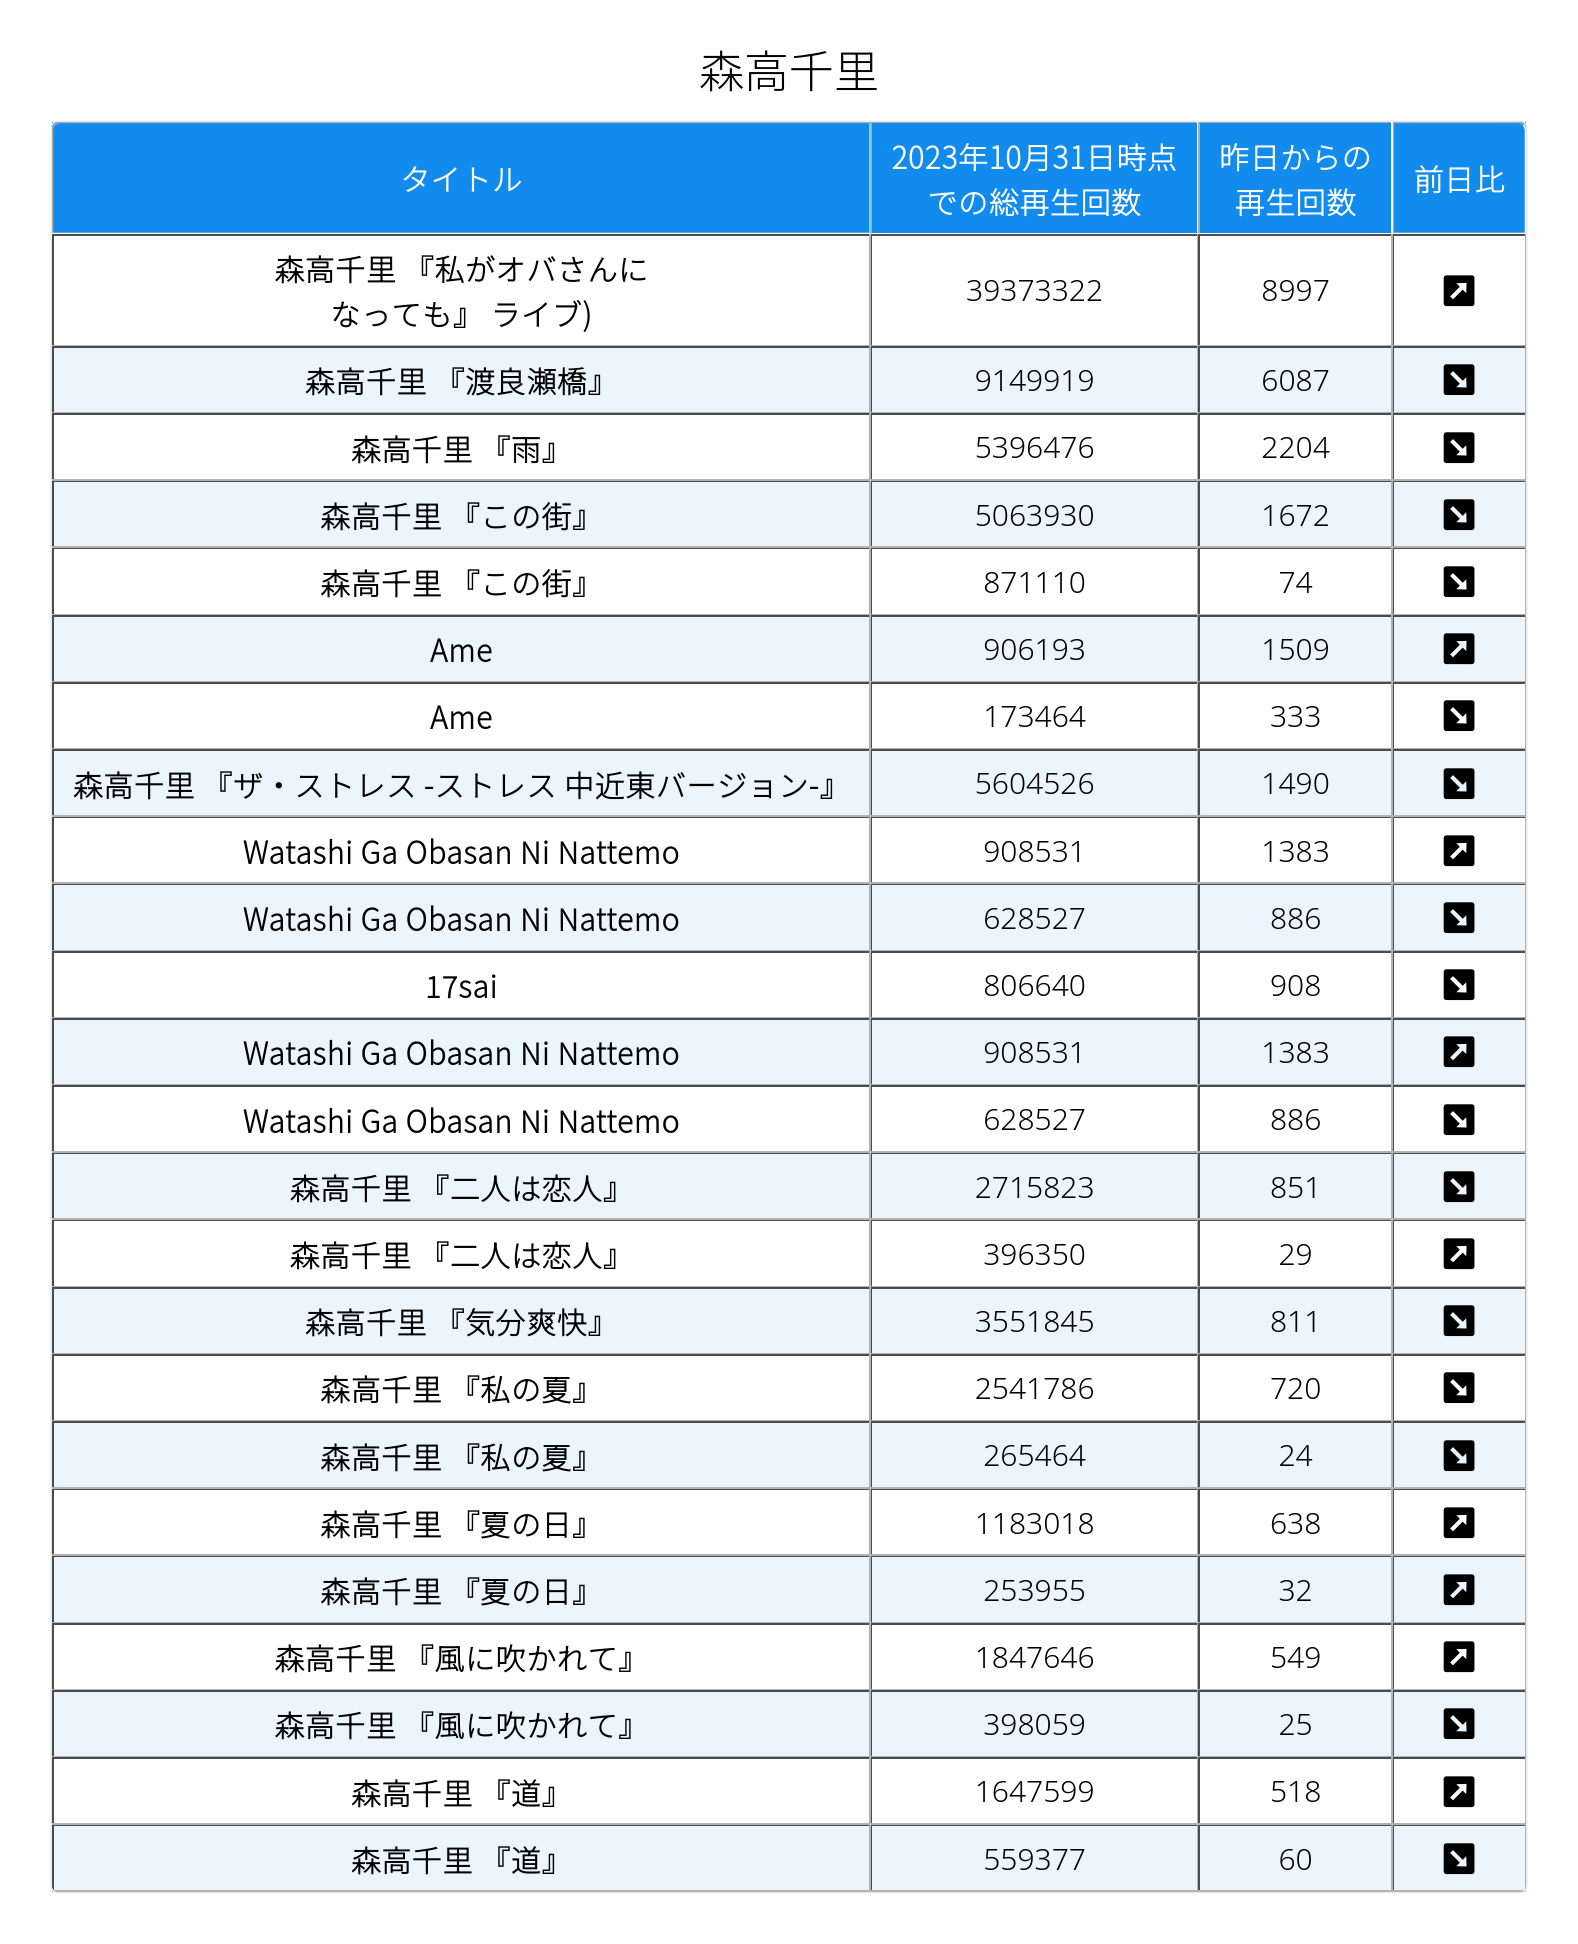 森高千里
タイトル
2023年10月31日時点
での総再生回数
昨日からの
再生回数
前日比
森高千里 『私がオバさんに
なっても』 ライブ)
39373322
8997
森高千里 『渡良瀬橋』 9149919 6087
森高千里 『雨』 5396476 2204
森高千里 『この街』 5063930 1672
森高千里 『この街』 871110 74
Ame 906193 1509
Ame 173464 333
森高千里 『ザ・ストレス -ストレス 中近東バージョン-』 5604526 1490
Watashi Ga Obasan Ni Nattemo 908531 1383
Watashi Ga Obasan Ni Nattemo 628527 886
17sai 806640 908
Watashi Ga Obasan Ni Nattemo 908531 1383
Watashi Ga Obasan Ni Nattemo 628527 886
森高千里 『二人は恋人』 2715823 851
森高千里 『二人は恋人』 396350 29
森高千里 『気分爽快』 3551845 811
森高千里 『私の夏』 2541786 720
森高千里 『私の夏』 265464 24
森高千里 『夏の日』 1183018 638
森高千里 『夏の日』 253955 32
森高千里 『風に吹かれて』 1847646 549
森高千里 『風に吹かれて』 398059 25
森高千里 『道』 1647599 518
森高千里 『道』 559377 60